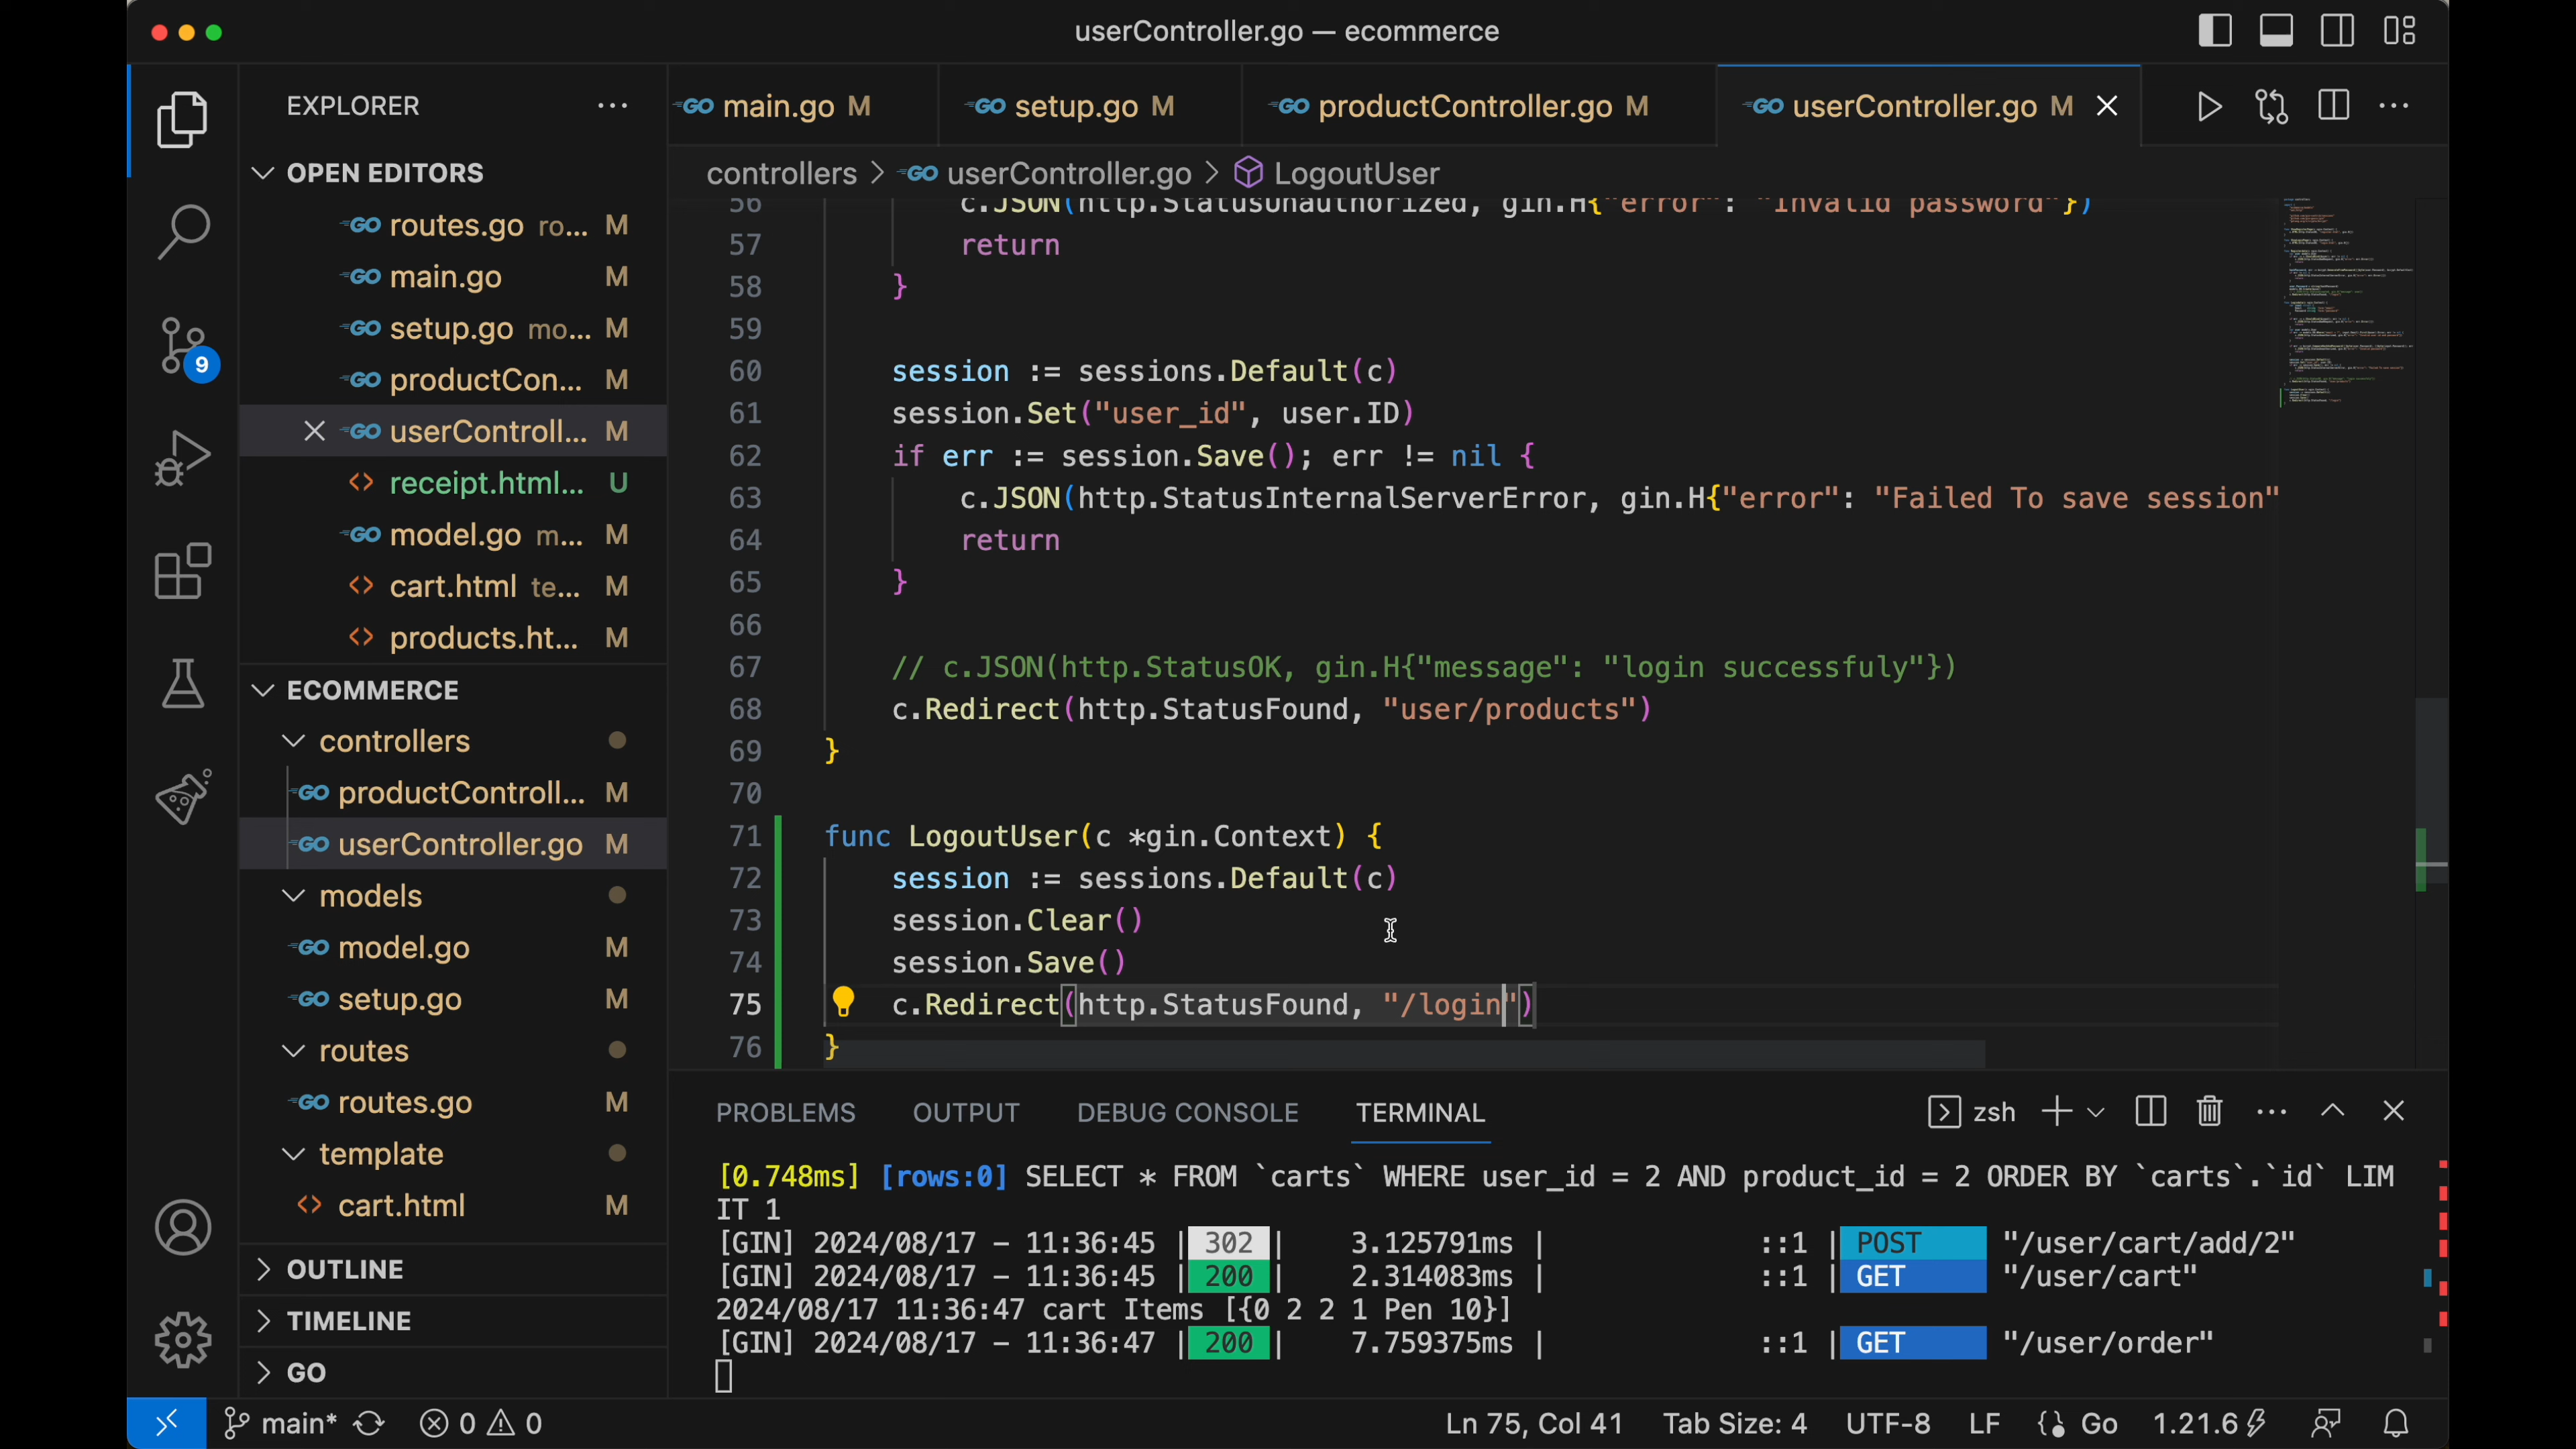 userController.go — ecommerce
EXPLORER
OPEN EDITORS
routes.go ro... M
main.go M
setup.go mo... M
productCon... M
userControll... M
receipt.html... U
model.go m... M
cart.html te... M
products.ht... M
ECOMMERCE
controllers
productControll... M
userController.go M
models
model.go M
setup.go M
routes
routes.go M
template
cart.html M
OUTLINE
TIMELINE
GO
9
main.go M
setup.go M
productController.go M
userController.go M
controllers > userController.go > LogoutUser
56 c.JSON(http.StatusUnauthorized, gin.H{"error": "Invalid password"})
57 return
58 }
59
60 session := sessions.Default(c)
61 session.Set("user_id", user.ID)
62 if err := session.Save(); err != nil {
63 c.JSON(http.StatusInternalServerError, gin.H{"error": "Failed To save session"
64 return
65 }
66
67 // c.JSON(http.StatusOK, gin.H{"message": "login successfuly"})
68 c.Redirect(http.StatusFound, "user/products")
69 }
70
71 func LogoutUser(c *gin.Context) {
72 session := sessions.Default(c)
73 session.Clear()
74 session.Save()
75 c.Redirect(http.StatusFound, "/login")
76 }
PROBLEMS OUTPUT DEBUG CONSOLE TERMINAL zsh
[0.748ms] [rows:0] SELECT * FROM `carts` WHERE user_id = 2 AND product_id = 2 ORDER BY `carts`.`id` LIM
IT 1
[GIN] 2024/08/17 – 11:36:45 | 302 | 3.125791ms | ::1 | POST "/user/cart/add/2"
[GIN] 2024/08/17 – 11:36:45 | 200 | 2.314083ms | ::1 | GET "/user/cart"
2024/08/17 11:36:47 cart Items [{0 2 2 1 Pen 10}]
[GIN] 2024/08/17 – 11:36:47 | 200 | 7.759375ms | ::1 | GET "/user/order"
main* 0 0 Ln 75, Col 41 Tab Size: 4 UTF-8 LF Go 1.21.6